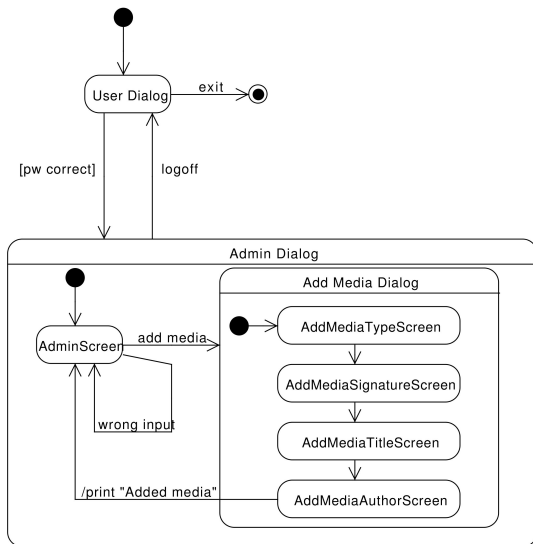 User Dialog
exit
[pw correct]
logoff
Admin Dialog
Add Media Dialog
AddMediaTypeScreen
AdminScreen
add media
AddMediaSignatureScreen
wrong input
AddMediaTitleScreen
/print "Added media"
AddMediaAuthorScreen